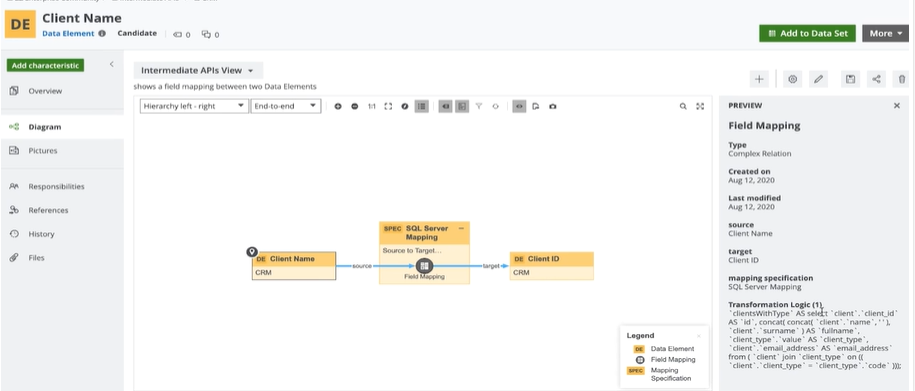 DE
Client Name
Data Element
Candidate
0
0
Add to Data Set
More
Add characteristic
Overview
Diagram
Pictures
Responsibilities
References
History
Files
Intermediate APIs View
shows a field mapping between two Data Elements
Hierarchy left - right
End-to-end
1:1
DE Client Name
CRM
source
SPEC SQL Server Mapping
Source to Target...
Field Mapping
target
DE Client ID
CRM
Legend
DE Data Element
Field Mapping
SPEC Mapping
Specification
PREVIEW
Field Mapping
Type
Complex Relation
Created on
Aug 12, 2020
Last modified
Aug 12, 2020
source
Client Name
target
Client ID
mapping specification
SQL Server Mapping
Transformation Logic (1)
`clientsWithType` AS select `client`.`client_id`
AS `id`, concat( concat( `client`.`name`,' '),
`client`.`surname` ) AS `fullname`,
`client_type`.`value` AS `client_type`,
`client`.`email_address` AS `email_address`
from ( `client` join `client_type` on ((
`client`.`client_type` = `client_type`.`code` )));